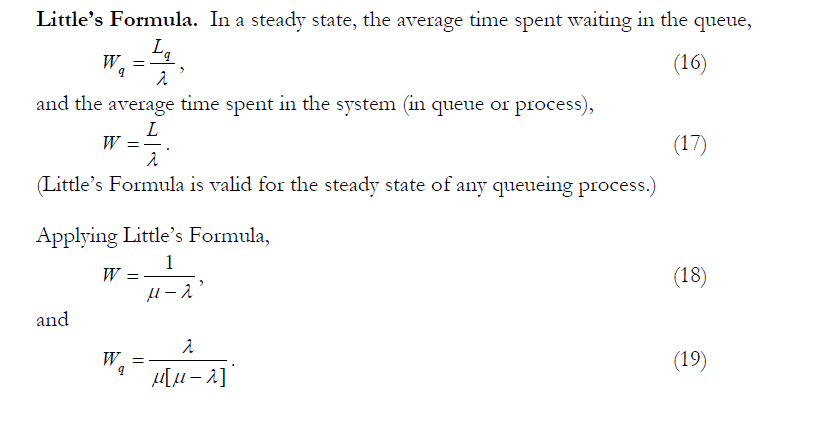 Little's Formula. In a steady state, the average time spent waiting in the queue,
W_q = L_q / λ , (16)
and the average time spent in the system (in queue or process),
W = L / λ . (17)
(Little's Formula is valid for the steady state of any queueing process.)
Applying Little's Formula,
W = 1 / μ − λ , (18)
and
W_q = λ / μ[μ − λ] . (19)